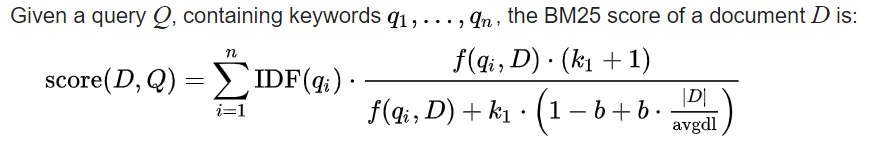 Given a query Q, containing keywords q₁, . . . , qₙ, the BM25 score of a document D is:
score(D, Q) = ∑ᵢ₌₁ⁿ IDF(qᵢ) · f(qᵢ, D) · (k₁ + 1) / f(qᵢ, D) + k₁ · (1 − b + b · |D| / avgdl)